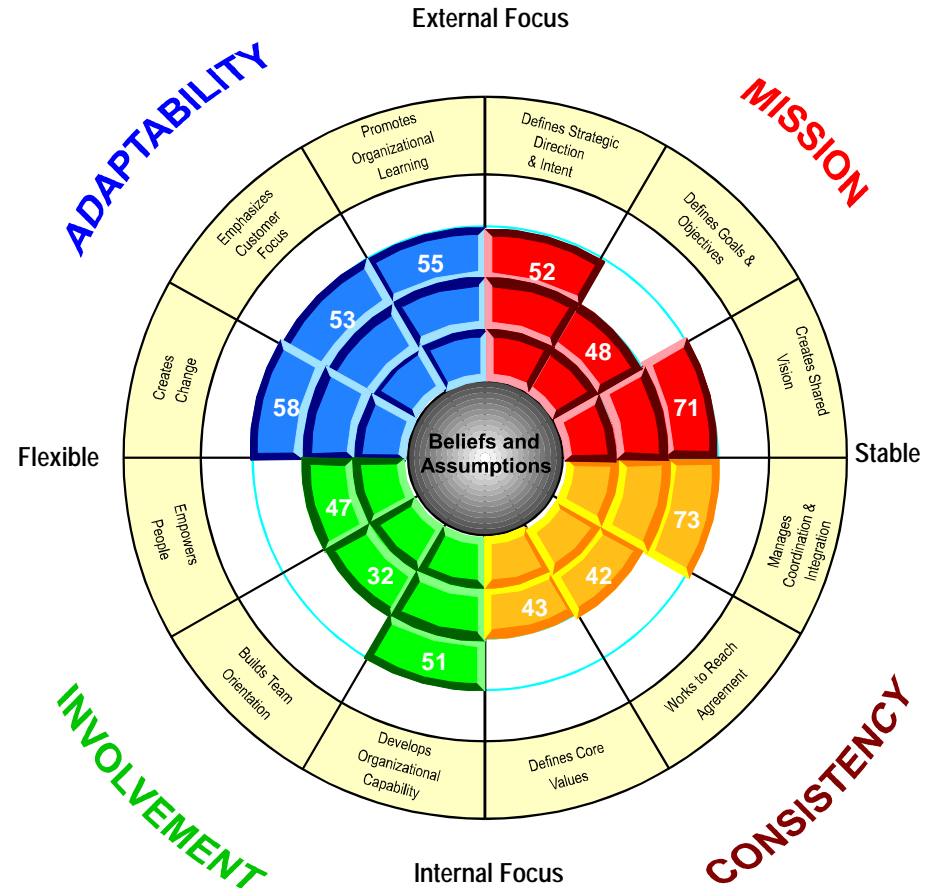 External Focus
ADAPTABILITY
MISSION
Promotes
Organizational
Learning
Defines Strategic
Direction
& Intent
Emphasizes
Customer
Focus
Defines Goals &
Objectives
Creates
Change
Creates Shared
Vision
55
52
53
48
58
71
Flexible
Beliefs and
Assumptions
Stable
47
73
32
42
43
51
Empowers
People
Manages
Coordination &
Integration
Builds Team
Orientation
Works to Reach
Agreement
Develops
Organizational
Capability
Defines Core
Values
INVOLVEMENT
CONSISTENCY
Internal Focus